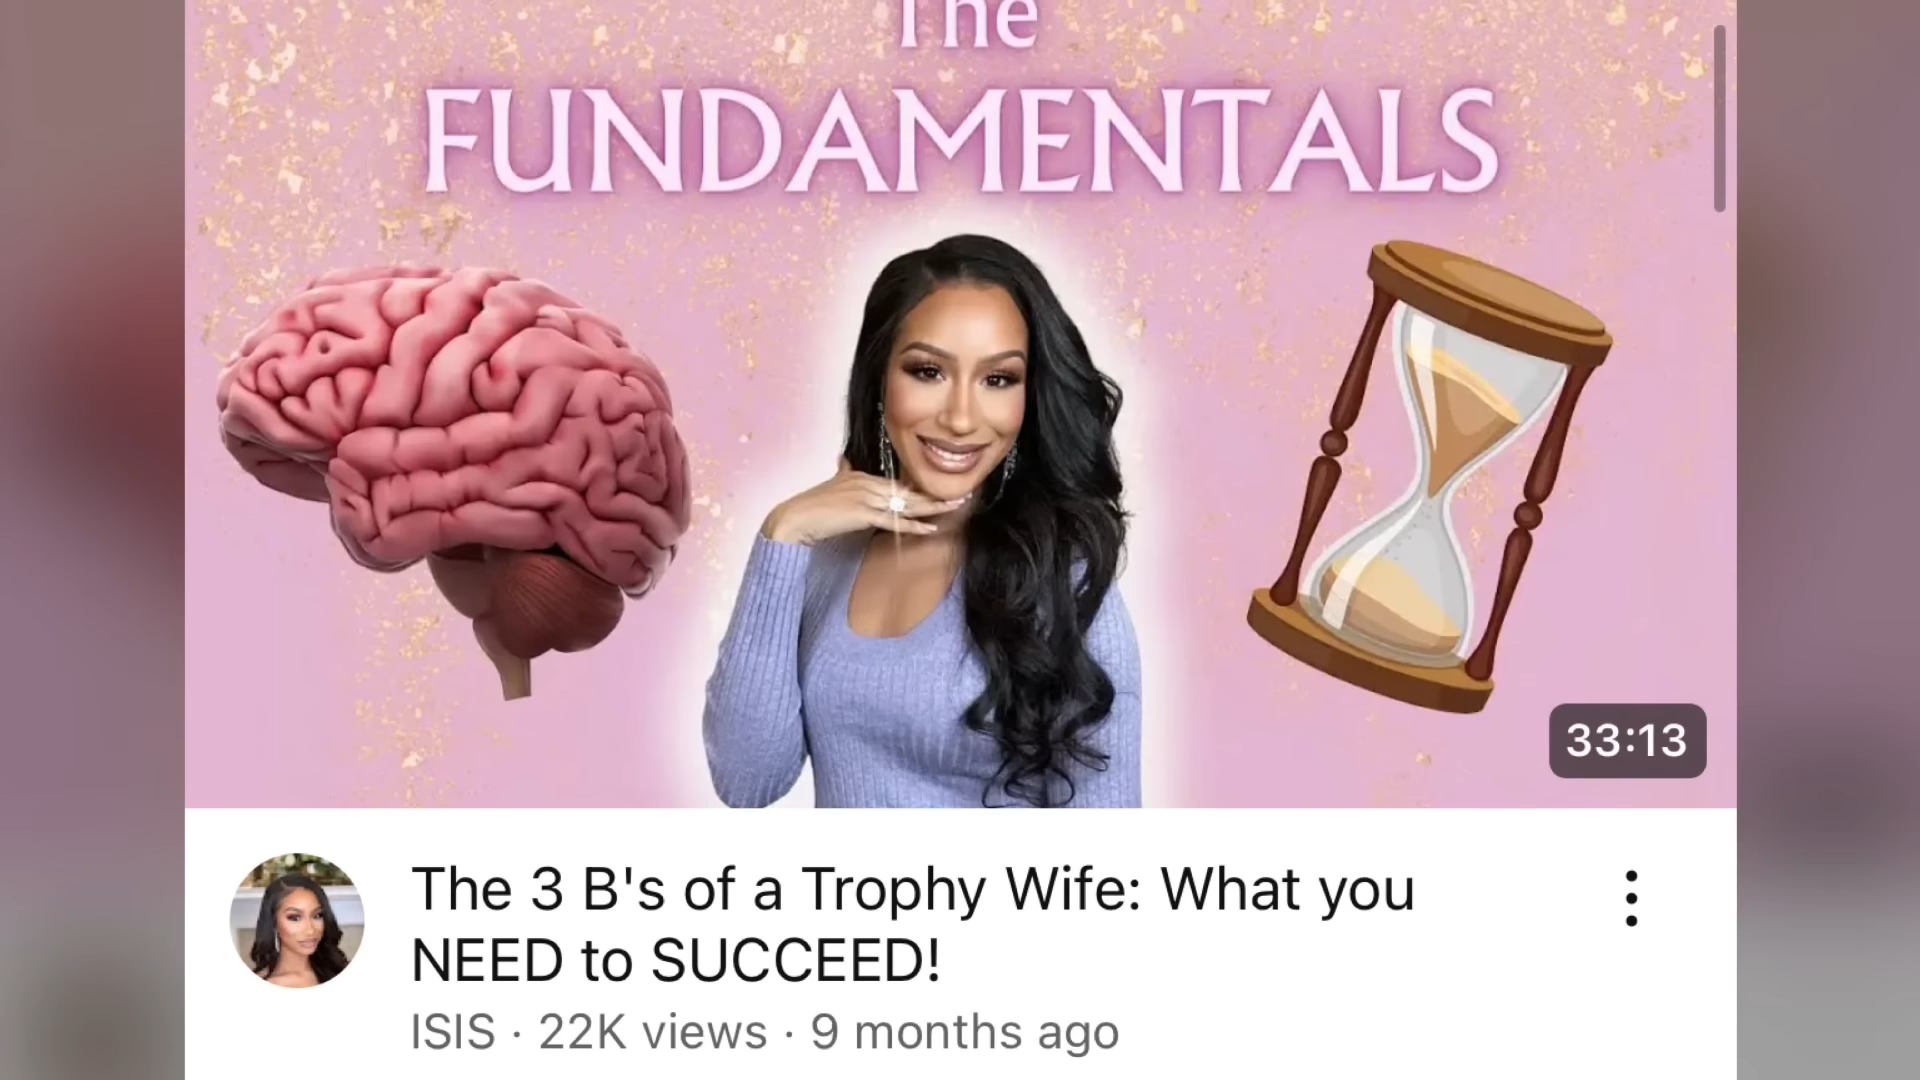 The
FUNDAMENTALS
33:13
The 3 B's of a Trophy Wife: What you
NEED to SUCCEED!
ISIS · 22K views · 9 months ago